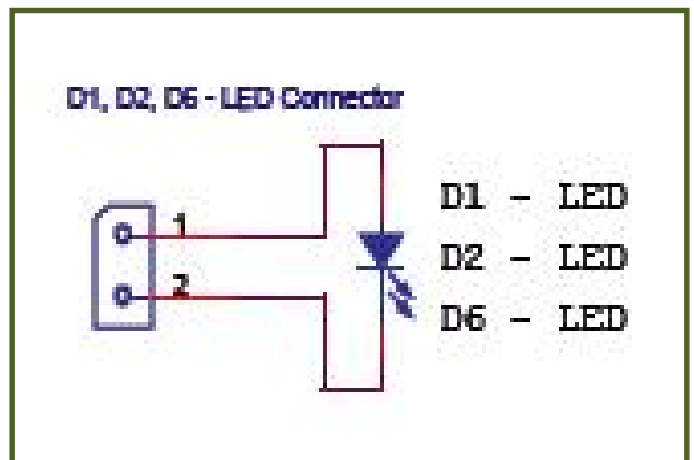 D1, D2, D6 - LED Connector
1
2
D1 - LED
D2 - LED
D6 - LED